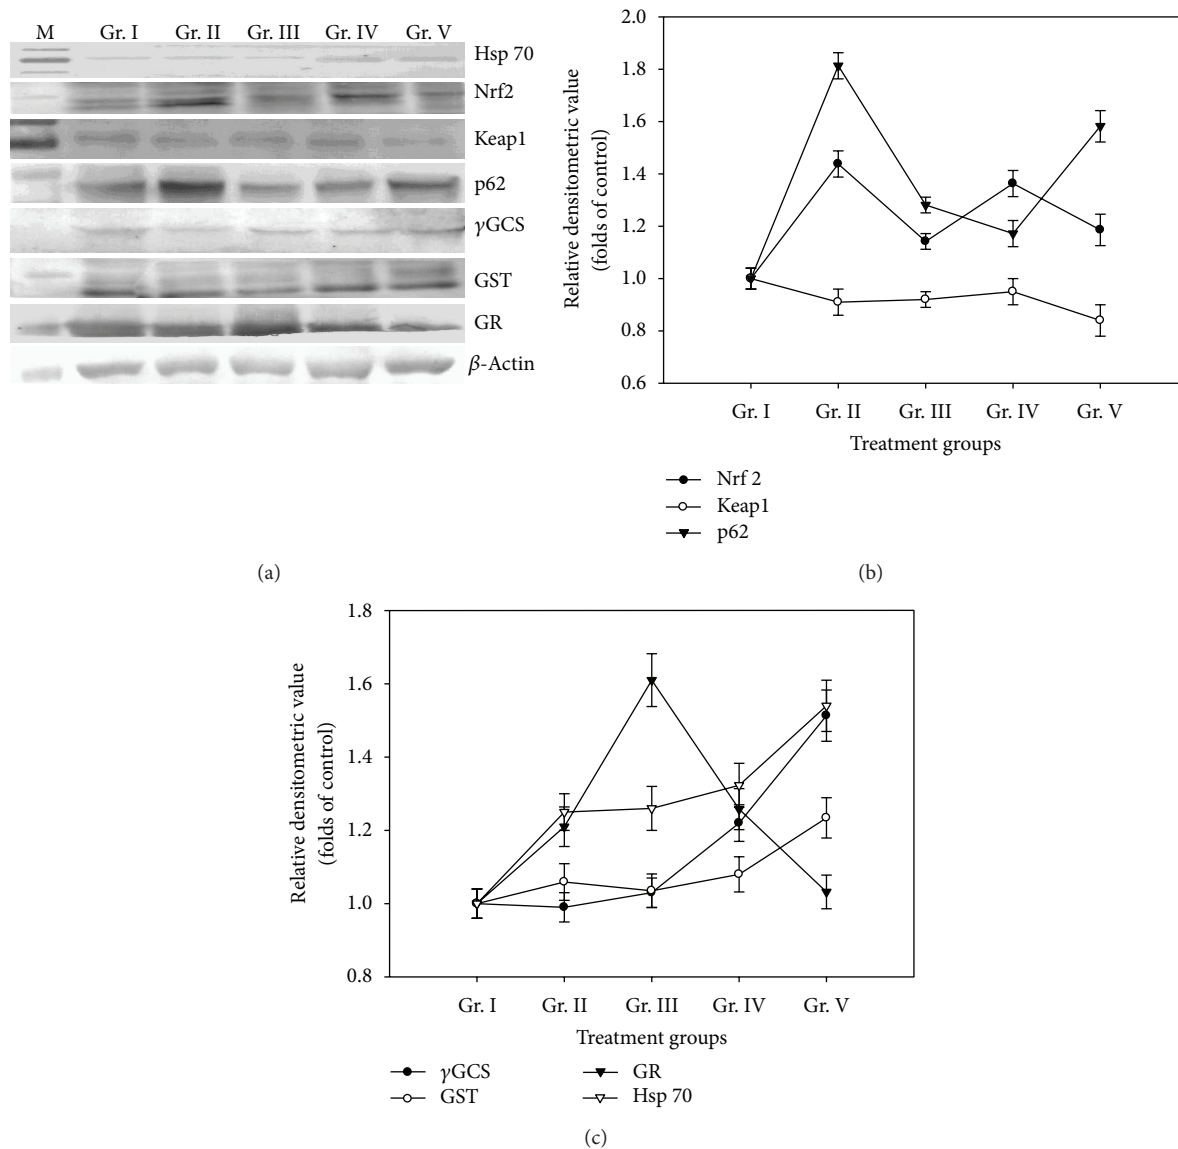 M Gr. I Gr. II Gr. III Gr. IV Gr. V
Hsp 70
Nrf2
Keap1
p62
γGCS
GST
GR
β-Actin
(a)
Relative densitometric value
(folds of control)
2.0
1.8
1.6
1.4
1.2
1.0
0.8
0.6
Gr. I Gr. II Gr. III Gr. IV Gr. V
Treatment groups
Nrf 2
Keap1
p62
(b)
Relative densitometric value
(folds of control)
1.8
1.6
1.4
1.2
1.0
0.8
Gr. I Gr. II Gr. III Gr. IV Gr. V
Treatment groups
γGCS
GST
GR
Hsp 70
(c)